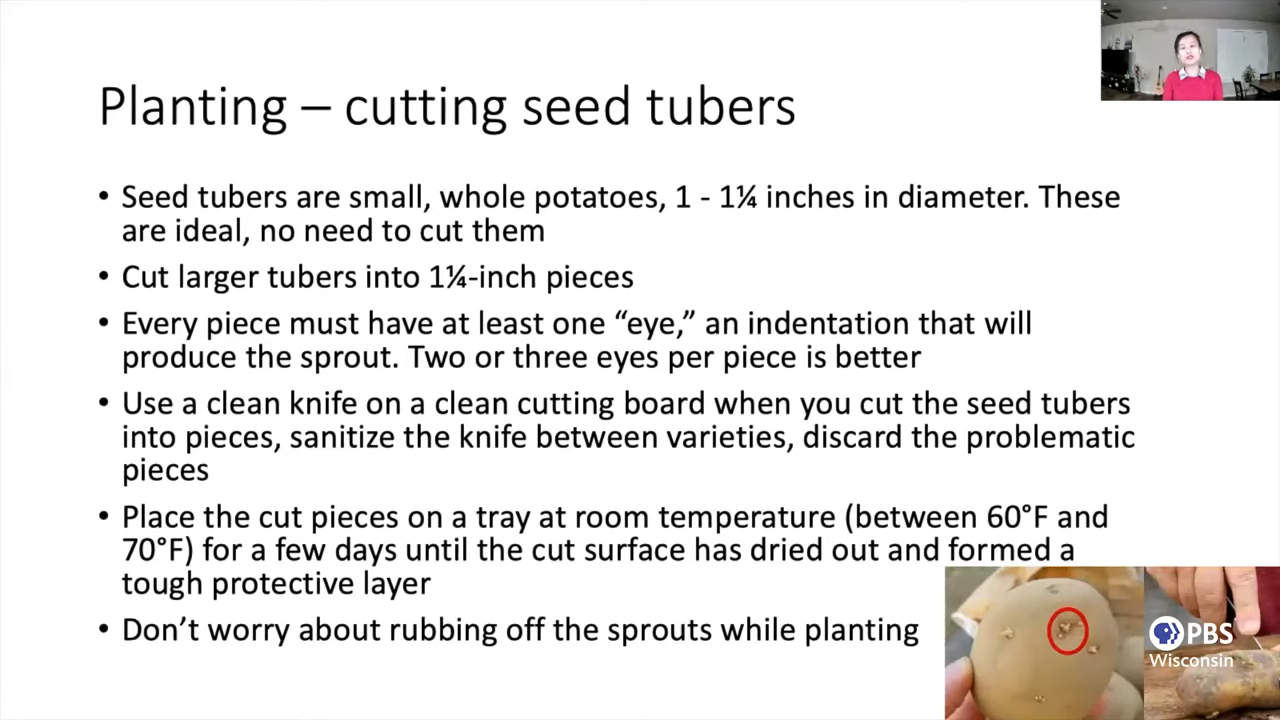 Planting – cutting seed tubers
• Seed tubers are small, whole potatoes, 1 - 1¼ inches in diameter. These
are ideal, no need to cut them
• Cut larger tubers into 1¼-inch pieces
• Every piece must have at least one “eye,” an indentation that will
produce the sprout. Two or three eyes per piece is better
• Use a clean knife on a clean cutting board when you cut the seed tubers
into pieces, sanitize the knife between varieties, discard the problematic
pieces
• Place the cut pieces on a tray at room temperature (between 60°F and
70°F) for a few days until the cut surface has dried out and formed a
tough protective layer
• Don’t worry about rubbing off the sprouts while planting
PBS
Wisconsin